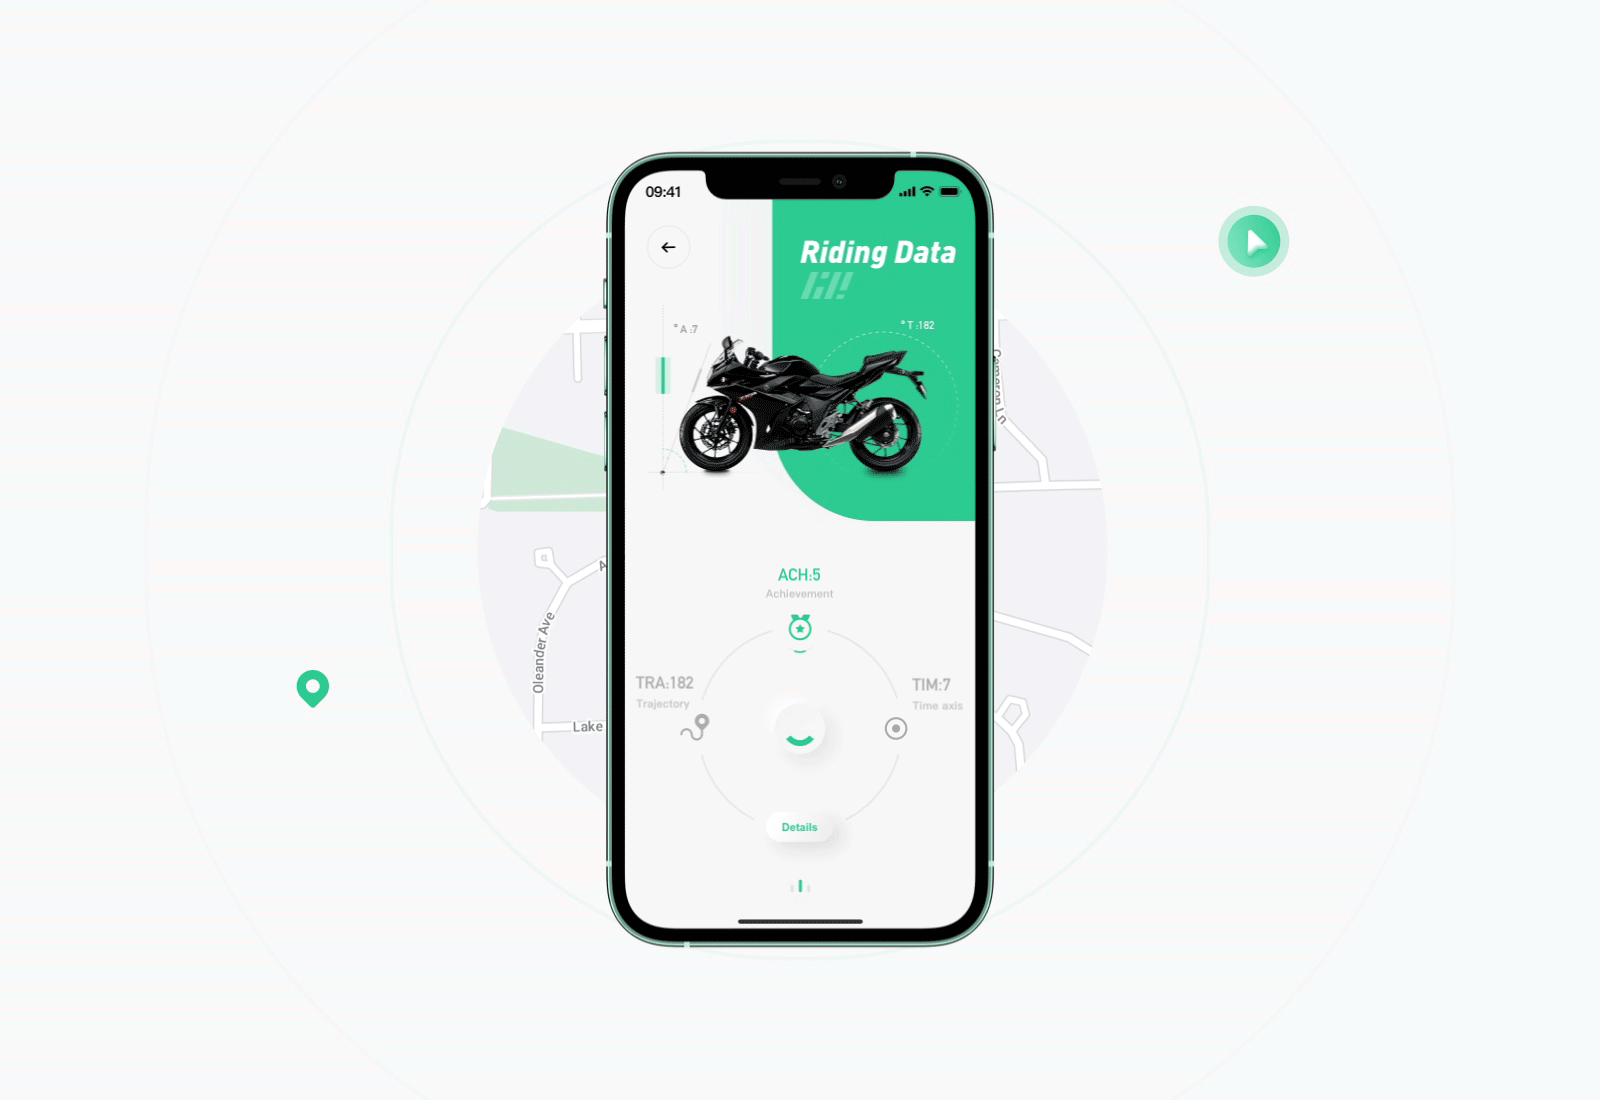 09:41
Riding Data
° A :7
° T :182
Cameron Ln
Oleander Ave
Lake
ACH:5
Achievement
TRA:182
Trajectory
TIM:7
Time axis
Details